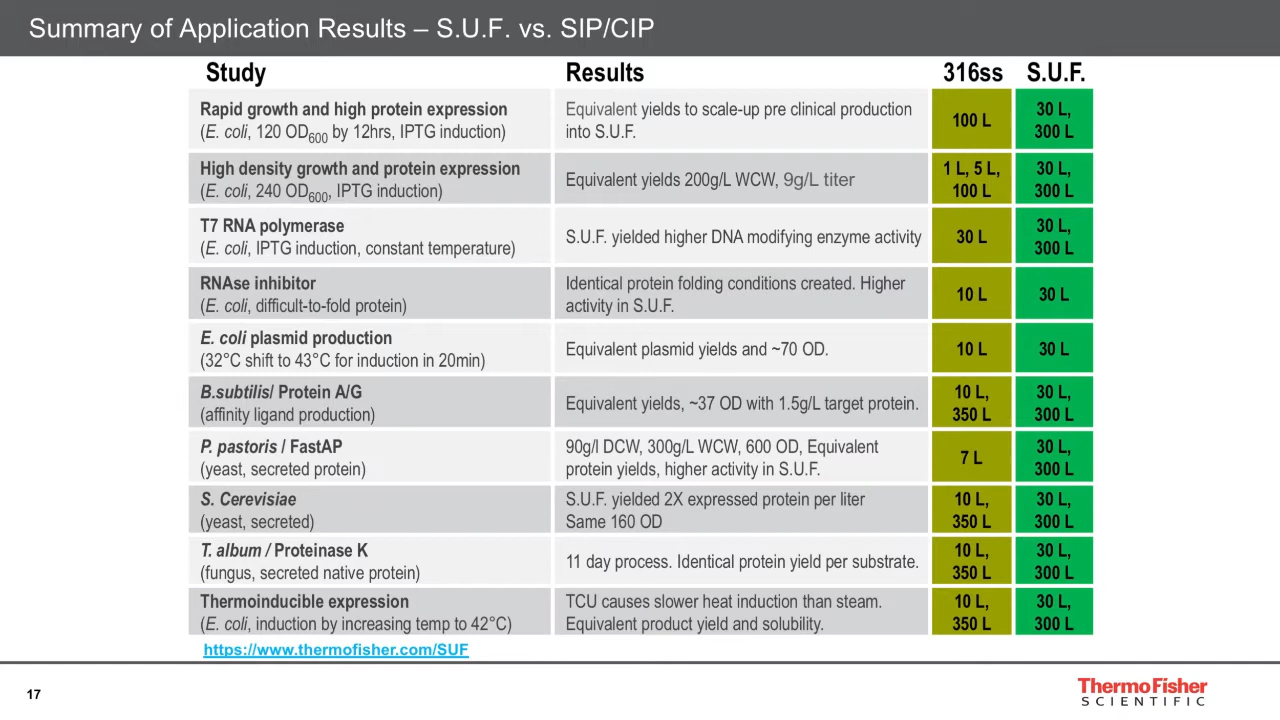 Summary of Application Results – S.U.F. vs. SIP/CIP
Study Results 316ss S.U.F.
Rapid growth and high protein expression
(E. coli, 120 OD600 by 12hrs, IPTG induction)
Equivalent yields to scale-up pre clinical production
into S.U.F.
100 L
30 L,
300 L
High density growth and protein expression
(E. coli, 240 OD600, IPTG induction)
Equivalent yields 200g/L WCW, 9g/L titer
1 L, 5 L,
100 L
30 L,
300 L
T7 RNA polymerase
(E. coli, IPTG induction, constant temperature)
S.U.F. yielded higher DNA modifying enzyme activity
30 L
30 L,
300 L
RNAse inhibitor
(E. coli, difficult-to-fold protein)
Identical protein folding conditions created. Higher
activity in S.U.F.
10 L
30 L
E. coli plasmid production
(32°C shift to 43°C for induction in 20min)
Equivalent plasmid yields and ~70 OD.
10 L
30 L
B.subtilis/ Protein A/G
(affinity ligand production)
Equivalent yields, ~37 OD with 1.5g/L target protein.
10 L,
350 L
30 L,
300 L
P. pastoris / FastAP
(yeast, secreted protein)
90g/l DCW, 300g/L WCW, 600 OD, Equivalent
protein yields, higher activity in S.U.F.
7 L
30 L,
300 L
S. Cerevisiae
(yeast, secreted)
S.U.F. yielded 2X expressed protein per liter
Same 160 OD
10 L,
350 L
30 L,
300 L
T. album / Proteinase K
(fungus, secreted native protein)
11 day process. Identical protein yield per substrate.
10 L,
350 L
30 L,
300 L
Thermoinducible expression
(E. coli, induction by increasing temp to 42°C)
TCU causes slower heat induction than steam.
Equivalent product yield and solubility.
10 L,
350 L
30 L,
300 L
https://www.thermofisher.com/SUF
17
ThermoFisher
SCIENTIFIC